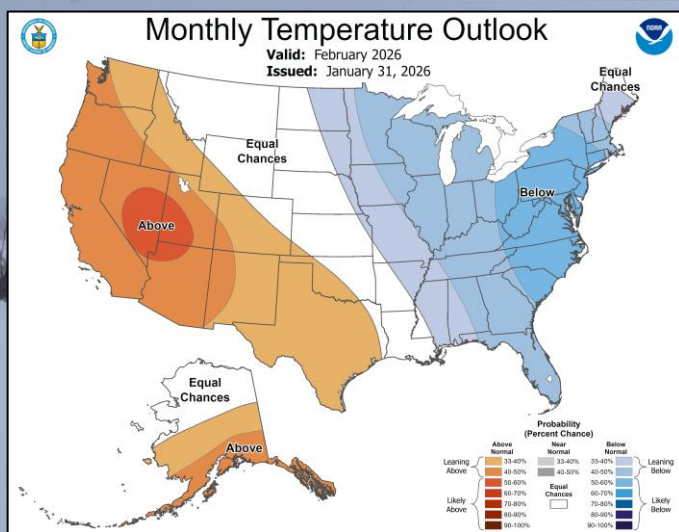 Monthly Temperature Outlook
Valid: February 2026
Issued: January 31, 2026
NOAA
Equal
Chances
Equal
Chances
Above
Below
Equal
Chances
Above
Probability
(Percent Chance)
Above
Normal
Near
Normal
Below
Normal
Leaning
Above
33-40%
33-40%
33-40%
Leaning
Below
40-50%
40-50%
40-50%
Likely
Above
50-60%
Equal
Chances
50-60%
Likely
Below
60-70%
60-70%
70-80%
70-80%
80-90%
80-90%
90-100%
90-100%